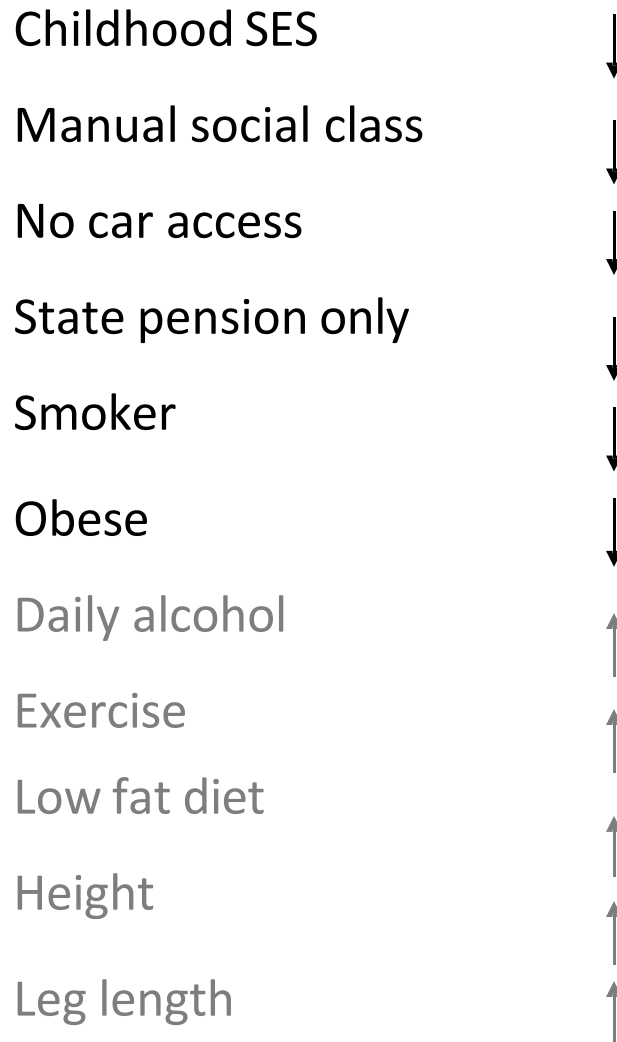 Childhood SES
Manual social class
No car access
State pension only
Smoker
Obese
Daily alcohol
Exercise
Low fat diet
Height
Leg length